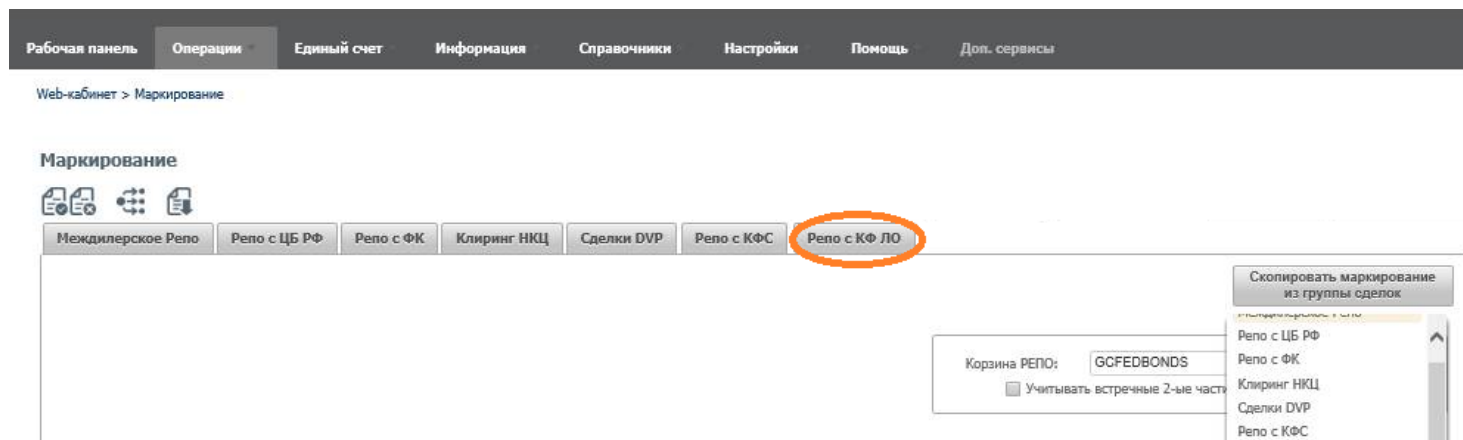 Рабочая панель Операции Единый счет Информация Справочники Настройки Помощь Доп. сервисы
Web-кабинет > Маркирование
Маркирование
Междилерское Репо Репо с ЦБ РФ Репо с ФК Клиринг НКЦ Сделки DVP Репо с КФС Репо с КФ ЛО
Скопировать маркирование
из группы сделок
Междилерское Репо
Репо с ЦБ РФ
Корзина РЕПО: GCFEDBONDS Репо с ФК
Учитывать встречные 2-ые части Клиринг НКЦ
Сделки DVP
Репо с КФС